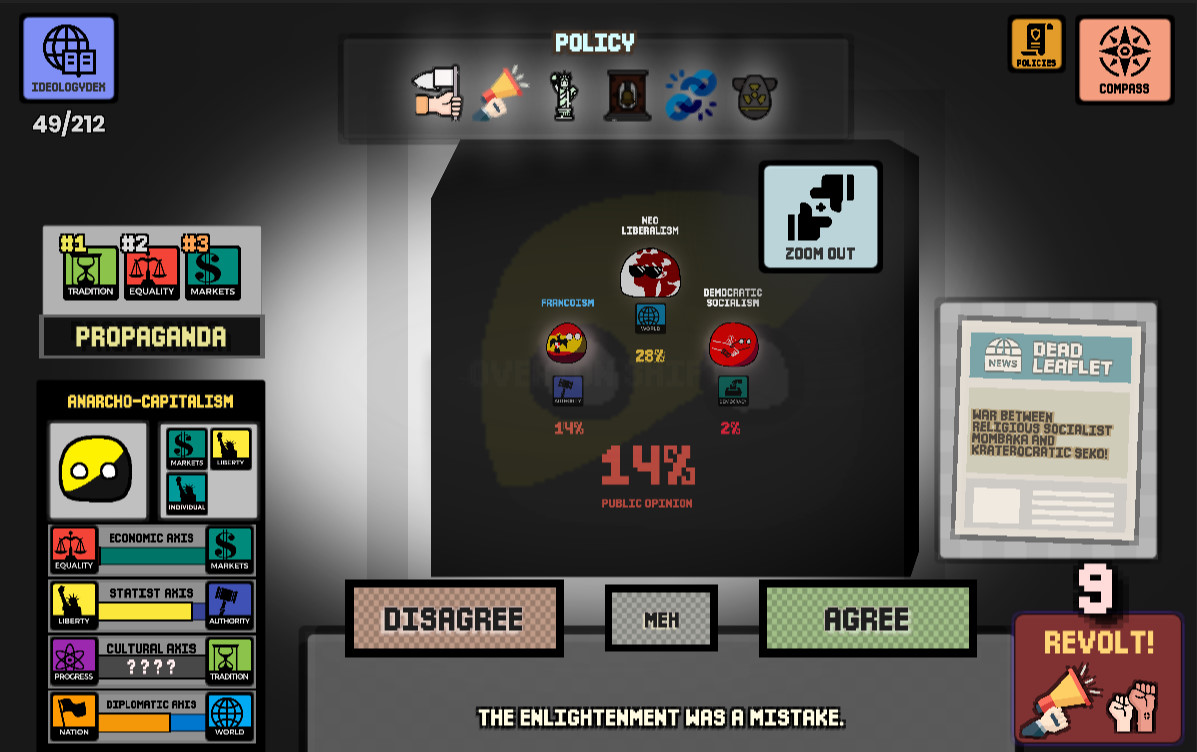 IDEOLOGYDEX
49/212
POLICY
POLICIES
COMPASS
ZOOM OUT
#1 #2 #3
TRADITION EQUALITY MARKETS
PROPAGANDA
ANARCHO-CAPITALISM
MARKETS LIBERTY
INDIVIDUAL
ECONOMIC AXIS
EQUALITY MARKETS
STATIST AXIS
LIBERTY AUTHORITY
CULTURAL AXIS
????
PROGRESS TRADITION
DIPLOMATIC AXIS
NATION WORLD
NEO
LIBERALISM
WORLD
28%
FRANCOISM
AUTHORITY
14%
DEMOCRATIC
SOCIALISM
DEMOCRACY
2%
14%
PUBLIC OPINION
NEWS
DEAD
LEAFLET
WAR BETWEEN
RELIGIOUS SOCIALIST
MOMBAKA AND
KRATEROCRATIC SEKO!
DISAGREE
MEH
AGREE
THE ENLIGHTENMENT WAS A MISTAKE.
9
REVOLT!